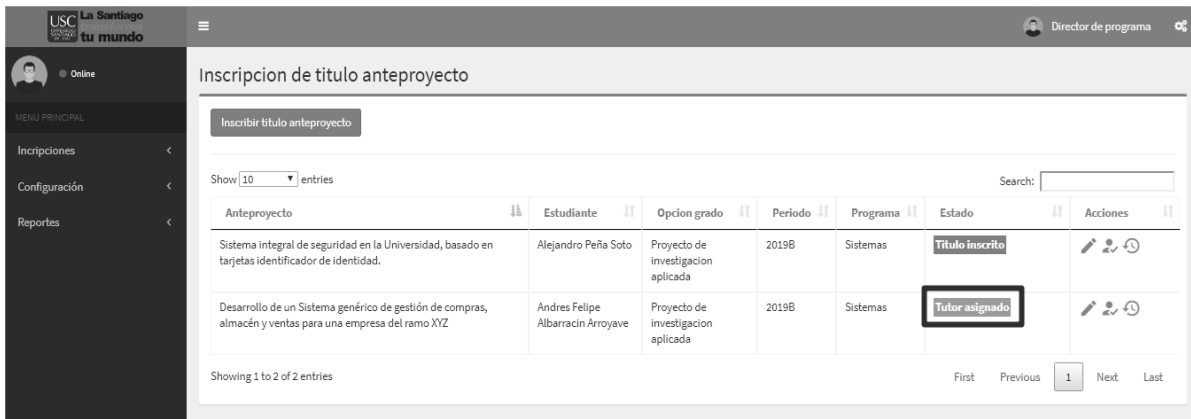 USC La Santiago
UNIVERSIDAD
SANTIAGO
DE CALI
tu mundo
Director de programa
Online
Inscripcion de titulo anteproyecto
MENU PRINCIPAL
Inscribir titulo anteproyecto
Incripciones
Configuración
Reportes
Show 10 entries
Search:
Anteproyecto Estudiante Opcion grado Periodo Programa Estado Acciones
Sistema integral de seguridad en la Universidad, basado en Alejandro Peña Soto Proyecto de 2019B Sistemas Titulo inscrito
tarjetas identificador de identidad. investigacion
aplicada
Desarrollo de un Sistema genérico de gestión de compras, Andres Felipe Proyecto de 2019B Sistemas Tutor asignado
almacén y ventas para una empresa del ramo XYZ Albarracin Arroyave investigacion
aplicada
Showing 1 to 2 of 2 entries
First Previous 1 Next Last